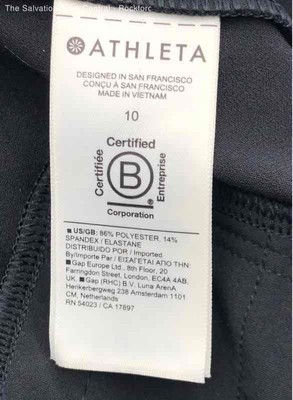 The Salvation
Central - Rockford
ATHLETA
DESIGNED IN SAN FRANCISCO
CONÇU À SAN FRANCISCO
MADE IN VIETNAM
10
Certified
Certifiée
B
Entreprise
Corporation
US/GB: 86% POLYESTER, 14%
SPANDEX / ELASTANE
DISTRIBUIDO POR / Imported
By/Importe Par / ΕΙΣΑΓΕΤΑΙ ΑΠΟ ΤΗΝ:
Gap Europe Ltd., 8th Floor, 20
Farringdon Street, London, EC4A 4AB,
UK. Gap (RHC) B.V. Luna ArenA
Herikerbergweg 238 Amsterdam 1101
CM, Netherlands
RN 54023 / CA 17897